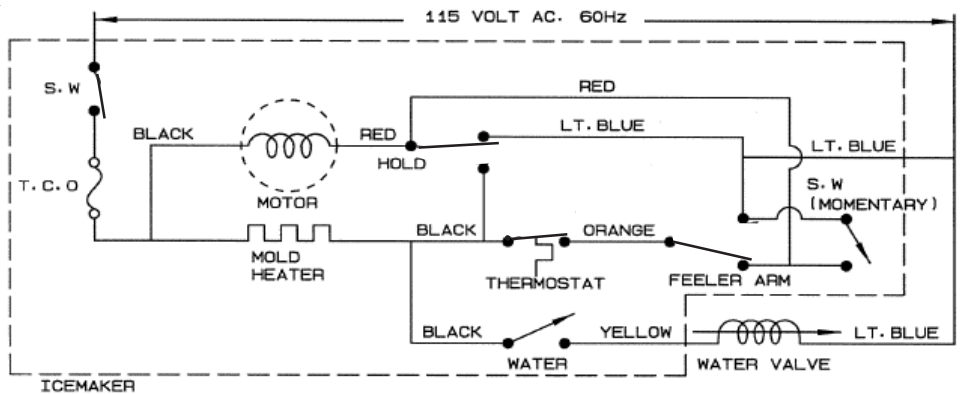 115 VOLT AC. 60Hz
S.W
RED
BLACK
RED
LT. BLUE
HOLD
LT. BLUE
T.C.O
MOTOR
S.W
(MOMENTARY)
BLACK
ORANGE
MOLD
HEATER
THERMOSTAT
FEELER ARM
BLACK
YELLOW
LT. BLUE
WATER
WATER VALVE
ICEMAKER